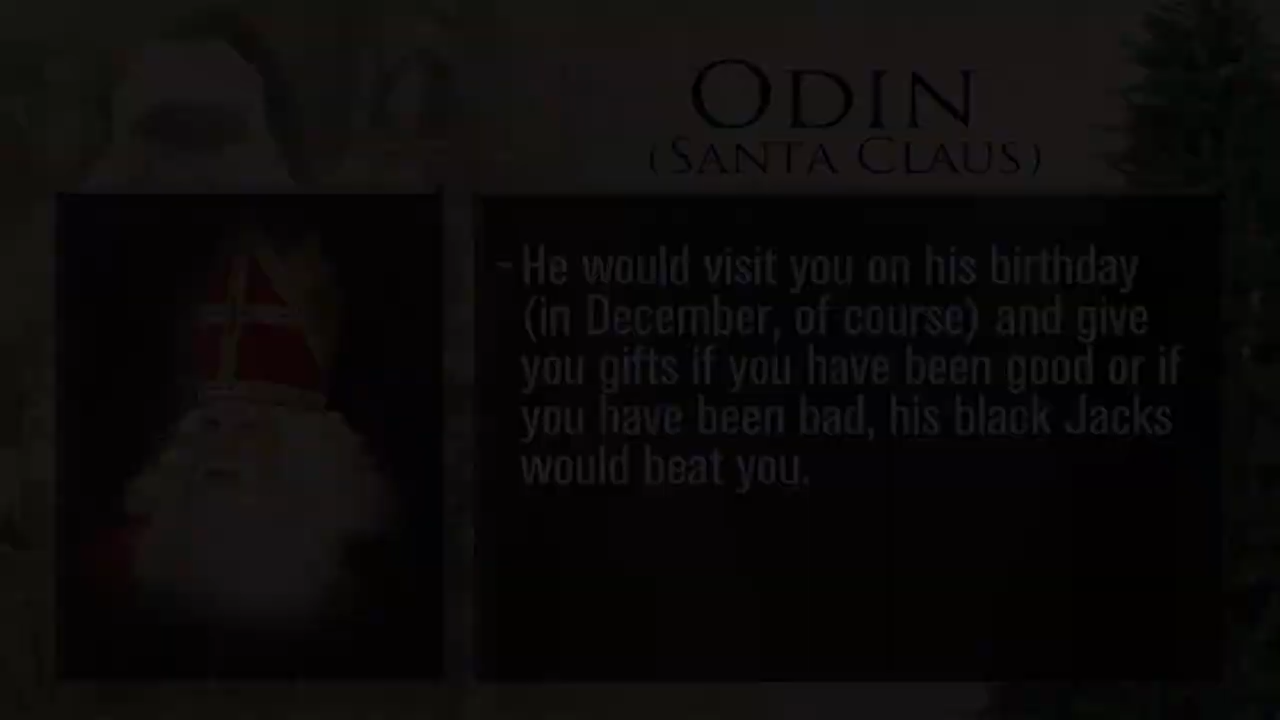 ODIN
(SANTA CLAUS)
- He would visit you on his birthday
(in December, of course) and give
you gifts if you have been good or if
you have been bad, his black Jacks
would beat you.